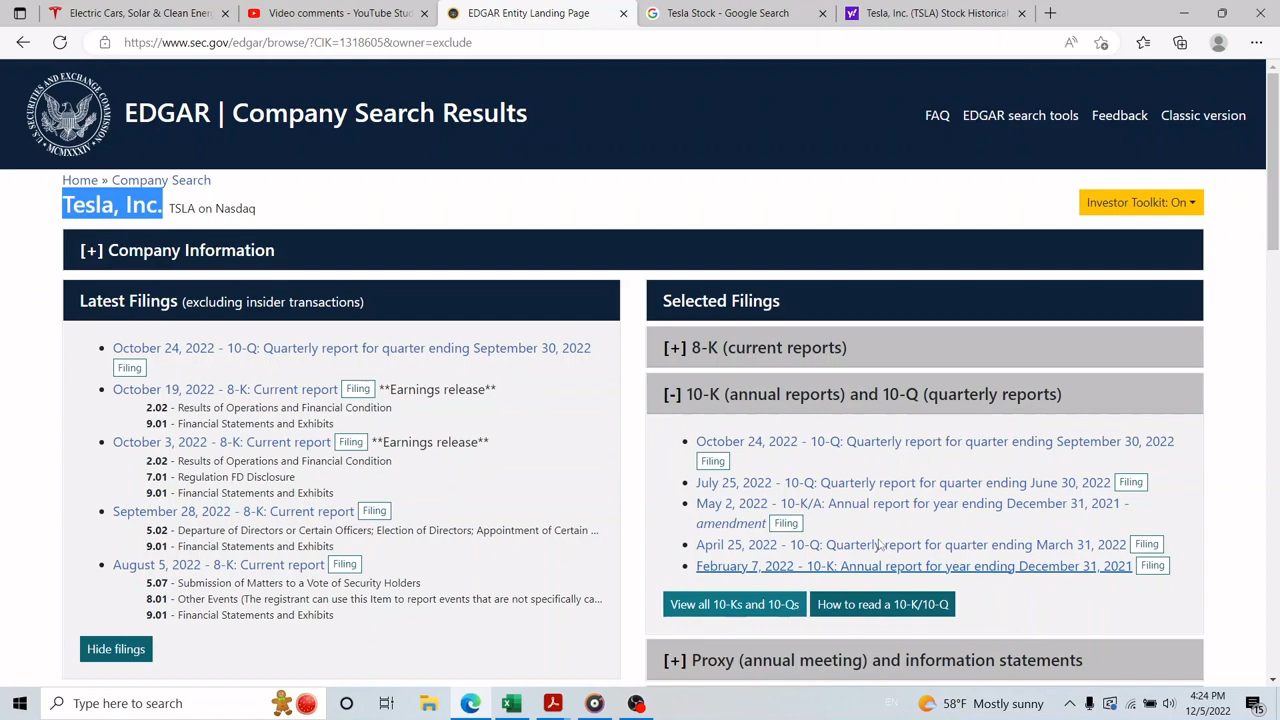 Electric Cars, Solar & Clean Ener
Video comments - YouTube Stud
EDGAR Entity Landing Page
Tesla Stock - Google Search
Tesla, Inc. (TSLA) Stock Historical
https://www.sec.gov/edgar/browse/?CIK=1318605&owner=exclude
U.S. SECURITIES AND EXCHANGE COMMISSION
MCMXXXIV
EDGAR | Company Search Results
FAQ EDGAR search tools Feedback Classic version
Home » Company Search
Tesla, Inc. TSLA on Nasdaq
Investor Toolkit: On
[+] Company Information
Latest Filings (excluding insider transactions)
October 24, 2022 - 10-Q: Quarterly report for quarter ending September 30, 2022
Filing
October 19, 2022 - 8-K: Current report Filing **Earnings release**
2.02 - Results of Operations and Financial Condition
9.01 - Financial Statements and Exhibits
October 3, 2022 - 8-K: Current report Filing **Earnings release**
2.02 - Results of Operations and Financial Condition
7.01 - Regulation FD Disclosure
9.01 - Financial Statements and Exhibits
September 28, 2022 - 8-K: Current report Filing
5.02 - Departure of Directors or Certain Officers; Election of Directors; Appointment of Certain ...
9.01 - Financial Statements and Exhibits
August 5, 2022 - 8-K: Current report Filing
5.07 - Submission of Matters to a Vote of Security Holders
8.01 - Other Events (The registrant can use this Item to report events that are not specifically ca...
9.01 - Financial Statements and Exhibits
Hide filings
Selected Filings
[+] 8-K (current reports)
[-] 10-K (annual reports) and 10-Q (quarterly reports)
October 24, 2022 - 10-Q: Quarterly report for quarter ending September 30, 2022
Filing
July 25, 2022 - 10-Q: Quarterly report for quarter ending June 30, 2022 Filing
May 2, 2022 - 10-K/A: Annual report for year ending December 31, 2021 -
amendment Filing
April 25, 2022 - 10-Q: Quarterly report for quarter ending March 31, 2022 Filing
February 7, 2022 - 10-K: Annual report for year ending December 31, 2021 Filing
View all 10-Ks and 10-Qs How to read a 10-K/10-Q
[+] Proxy (annual meeting) and information statements
Type here to search
EN
58°F Mostly sunny
4:24 PM
12/5/2022
15